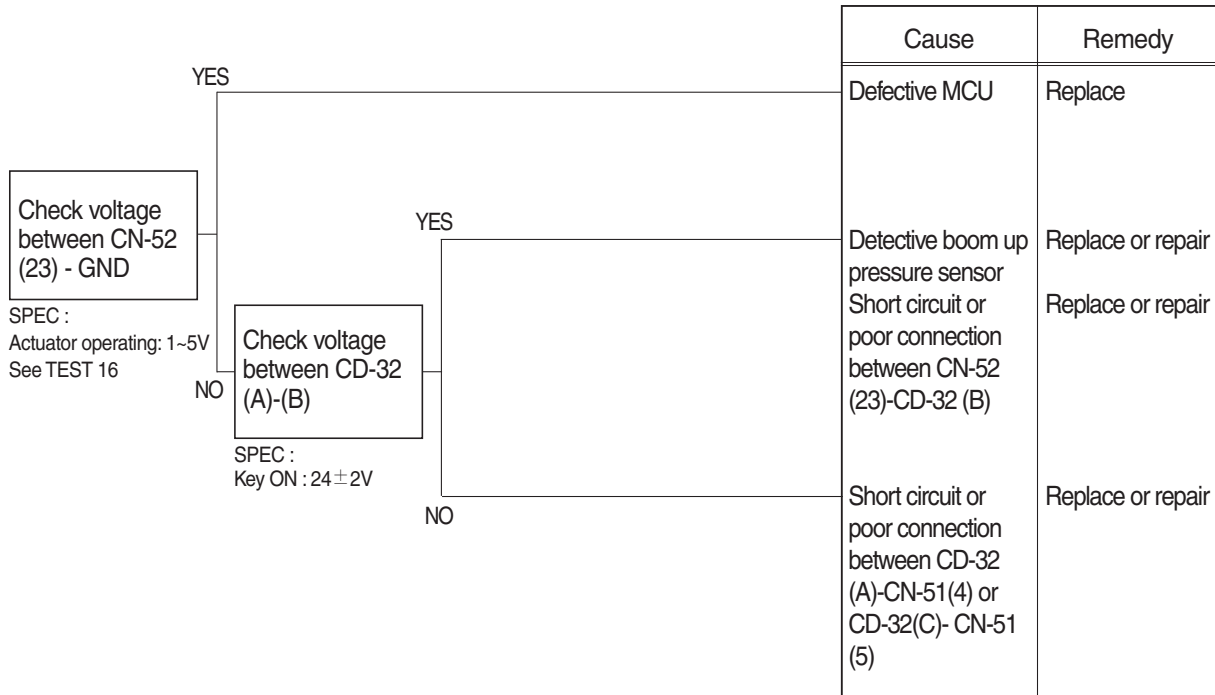 Cause Remedy
YES
Defective MCU Replace
Check voltage
between CN-52
(23) - GND
SPEC :
Actuator operating: 1~5V
See TEST 16
NO
Check voltage
between CD-32
(A)-(B)
SPEC :
Key ON : 24±2V
YES
Detective boom up Replace or repair
pressure sensor
Short circuit or Replace or repair
poor connection
between CN-52
(23)-CD-32 (B)
NO
Short circuit or Replace or repair
poor connection
between CD-32
(A)-CN-51(4) or
CD-32(C)- CN-51
(5)